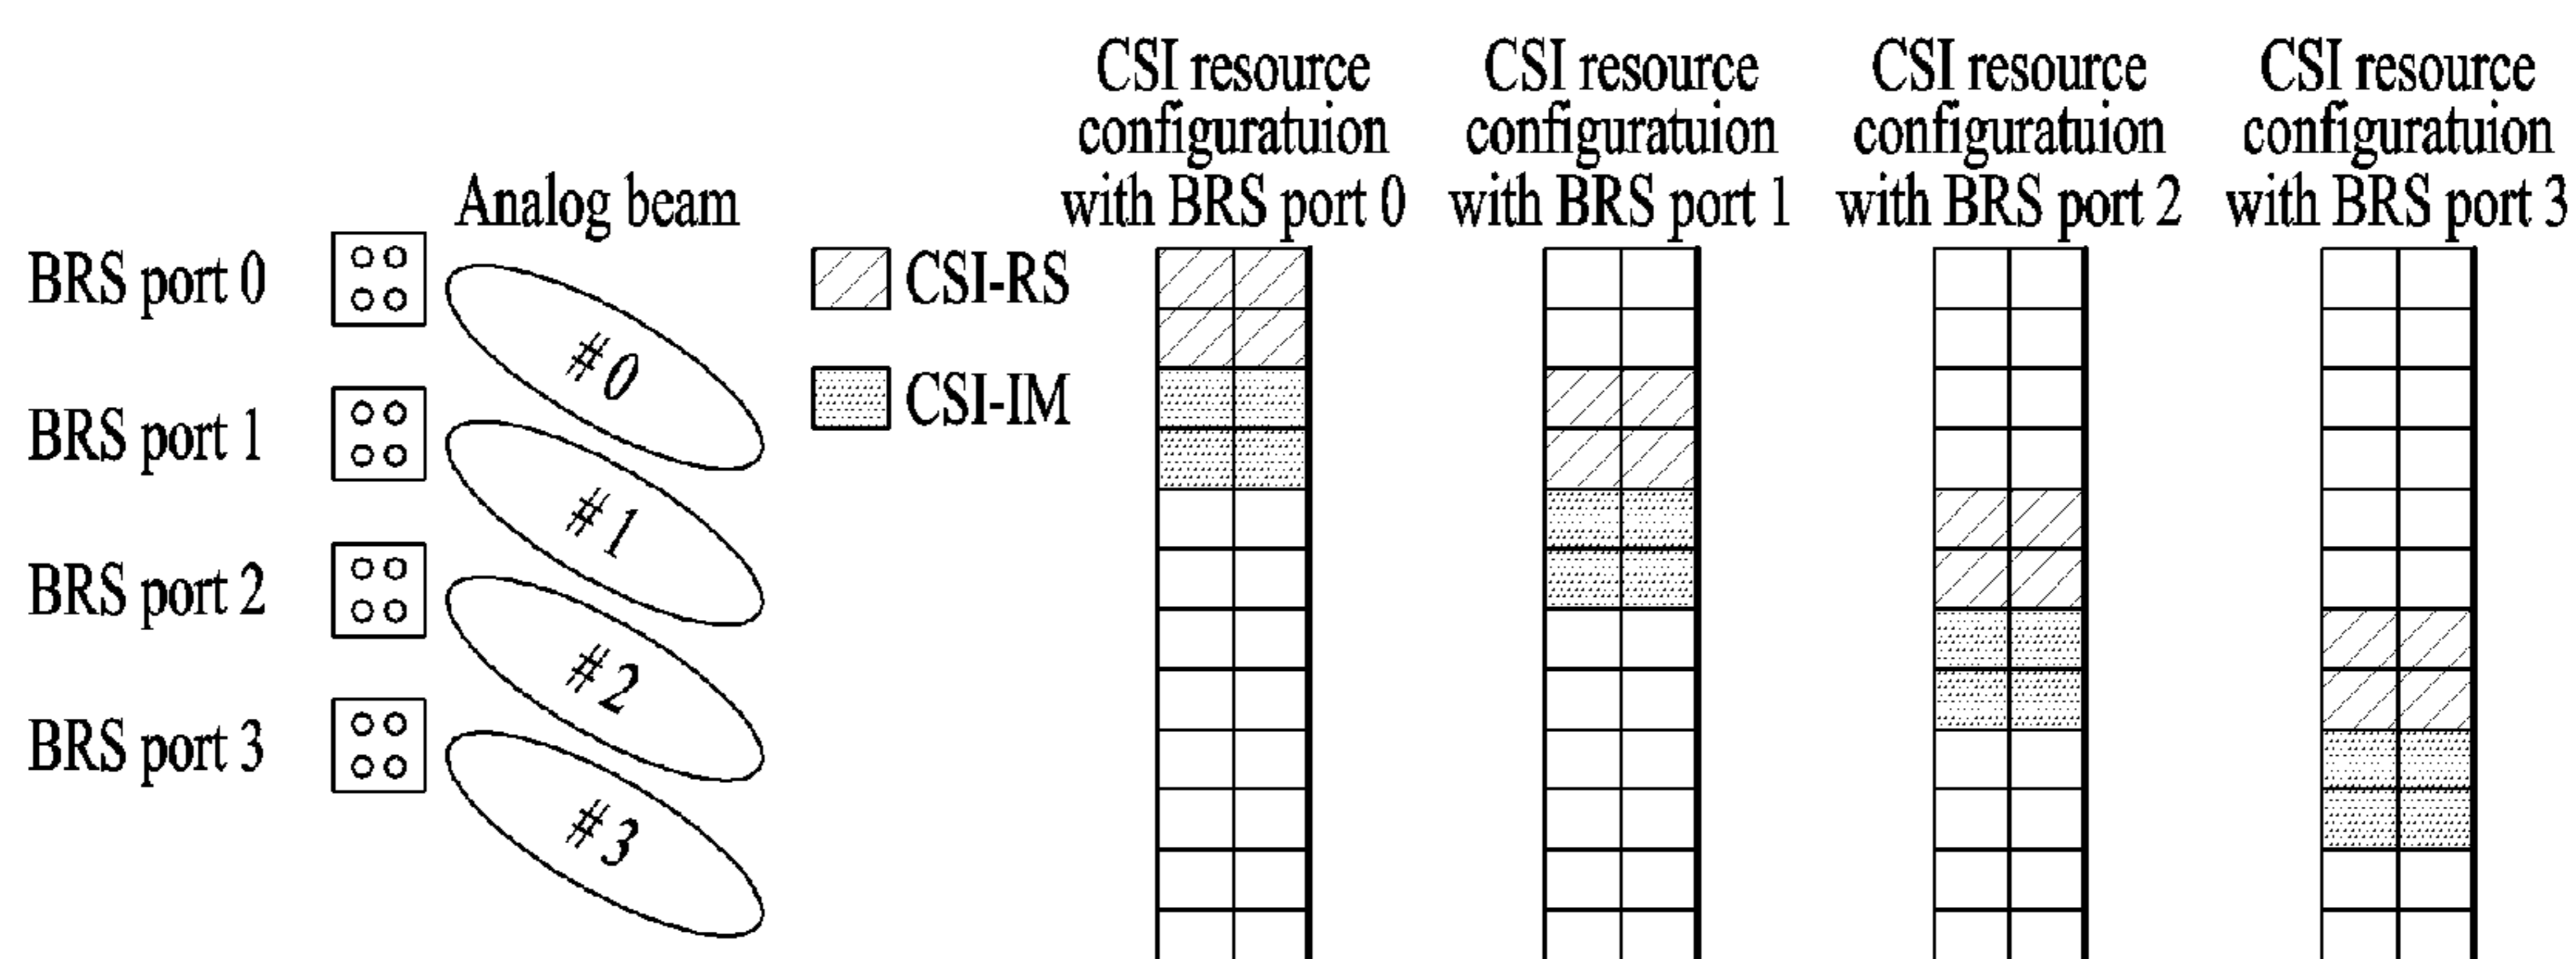 CSI resource
configuratuion
with BRS port 0
CSI resource
configuratuion
with BRS port 1
CSI resource
configuratuion
with BRS port 2
CSI resource
configuratuion
with BRS port 3
Analog beam
BRS port 0
BRS port 1
BRS port 2
BRS port 3
#0
#1
#2
#3
CSI-RS
CSI-IM